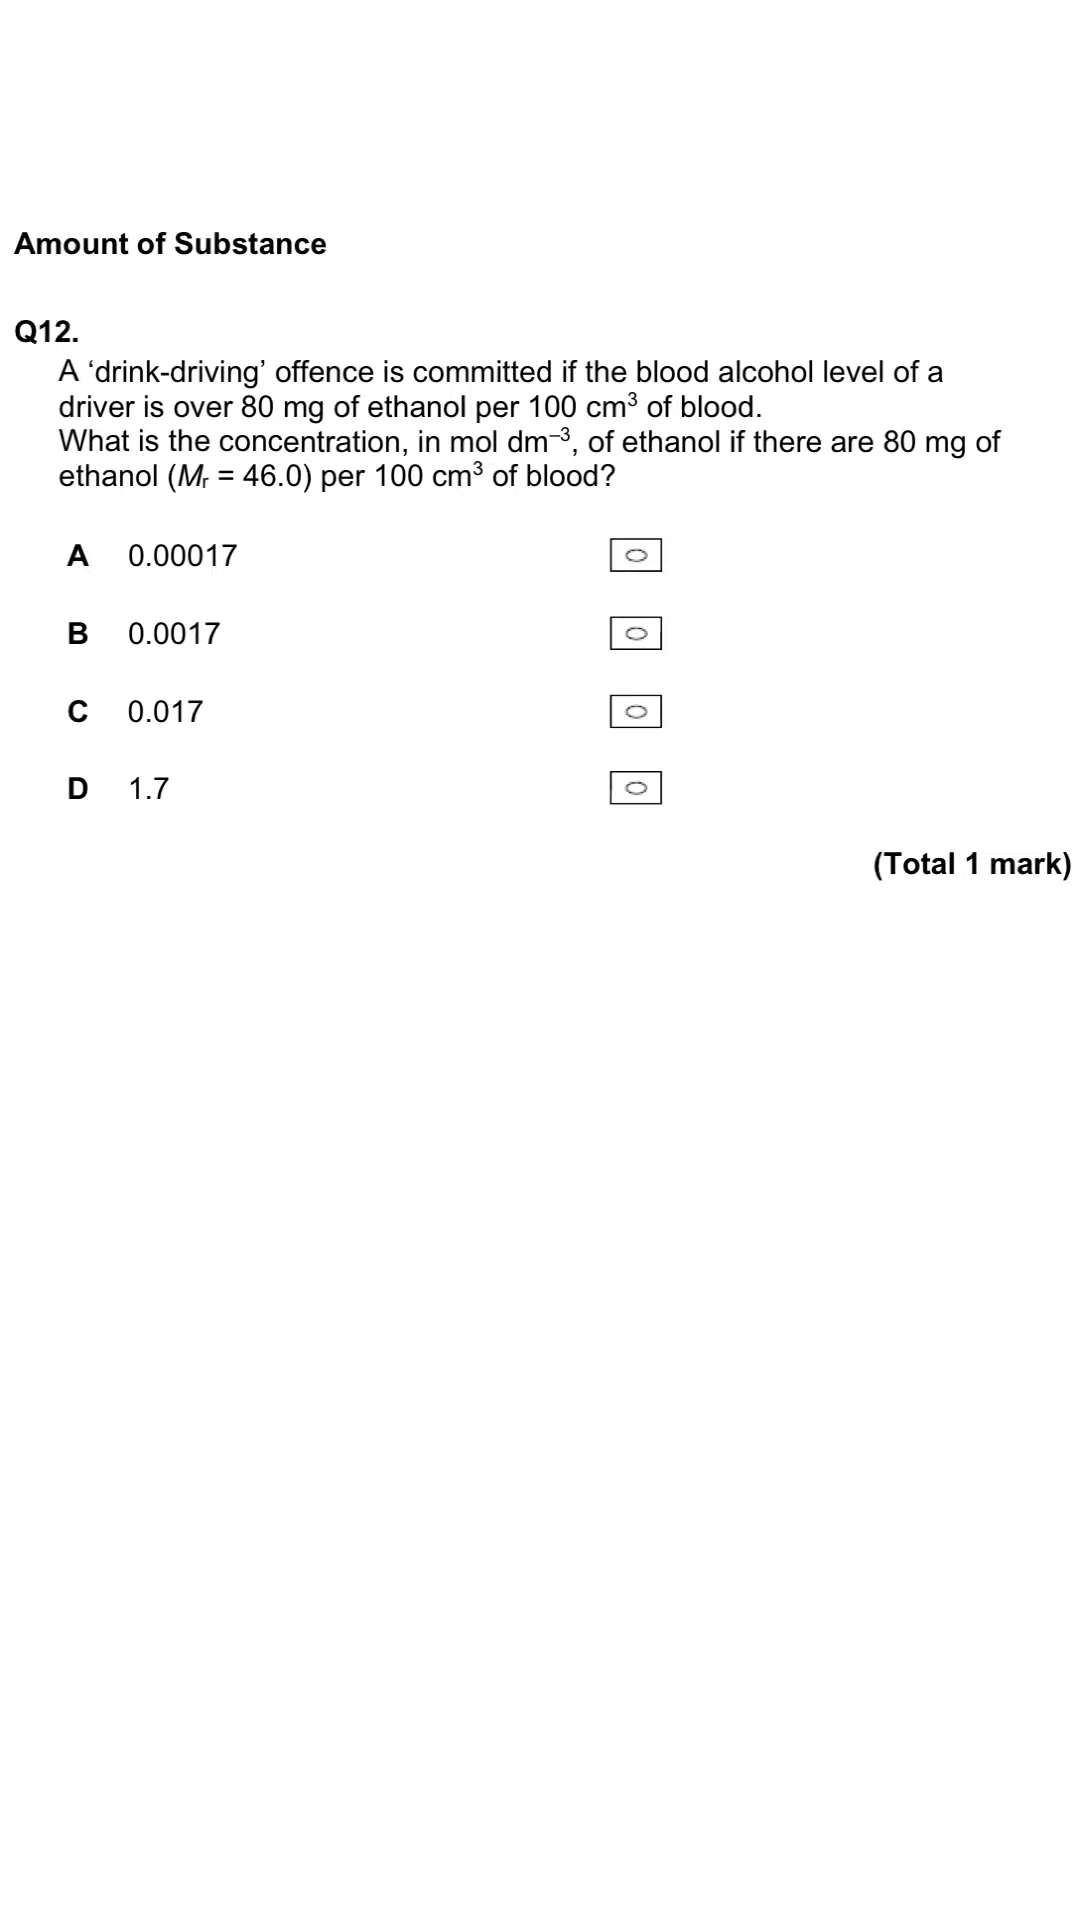 Amount of Substance
Q12.
A ‘drink-driving’ offence is committed if the blood alcohol level of a
driver is over 80 mg of ethanol per 100 cm³ of blood.
What is the concentration, in mol dm⁻³, of ethanol if there are 80 mg of
ethanol (Mᵣ = 46.0) per 100 cm³ of blood?
A 0.00017
B 0.0017
C 0.017
D 1.7
(Total 1 mark)